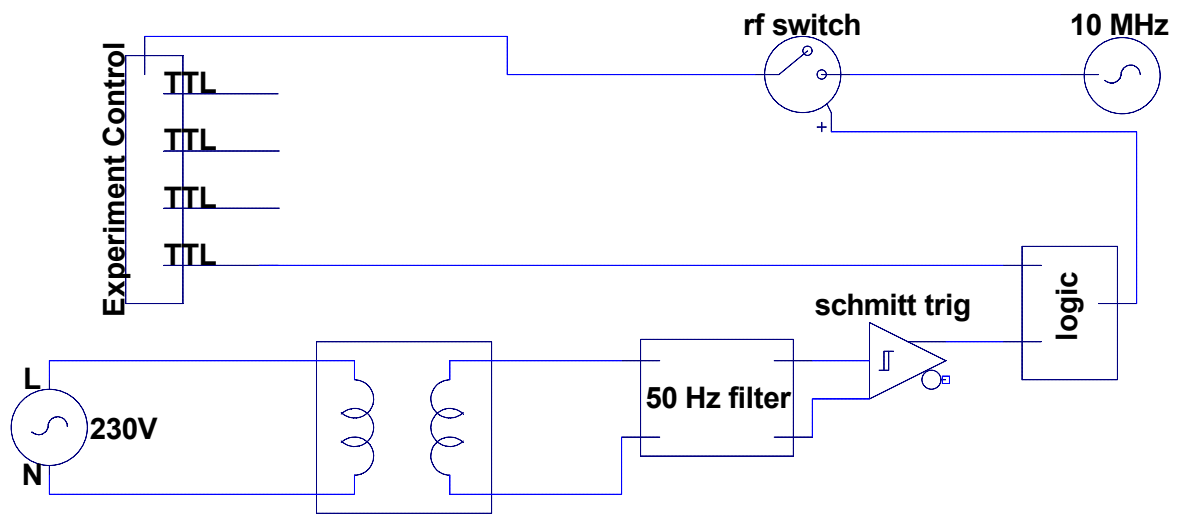 rf switch
10 MHz
Experiment Control
TTL
TTL
TTL
TTL
+
logic
schmitt trig
L
230V
N
50 Hz filter